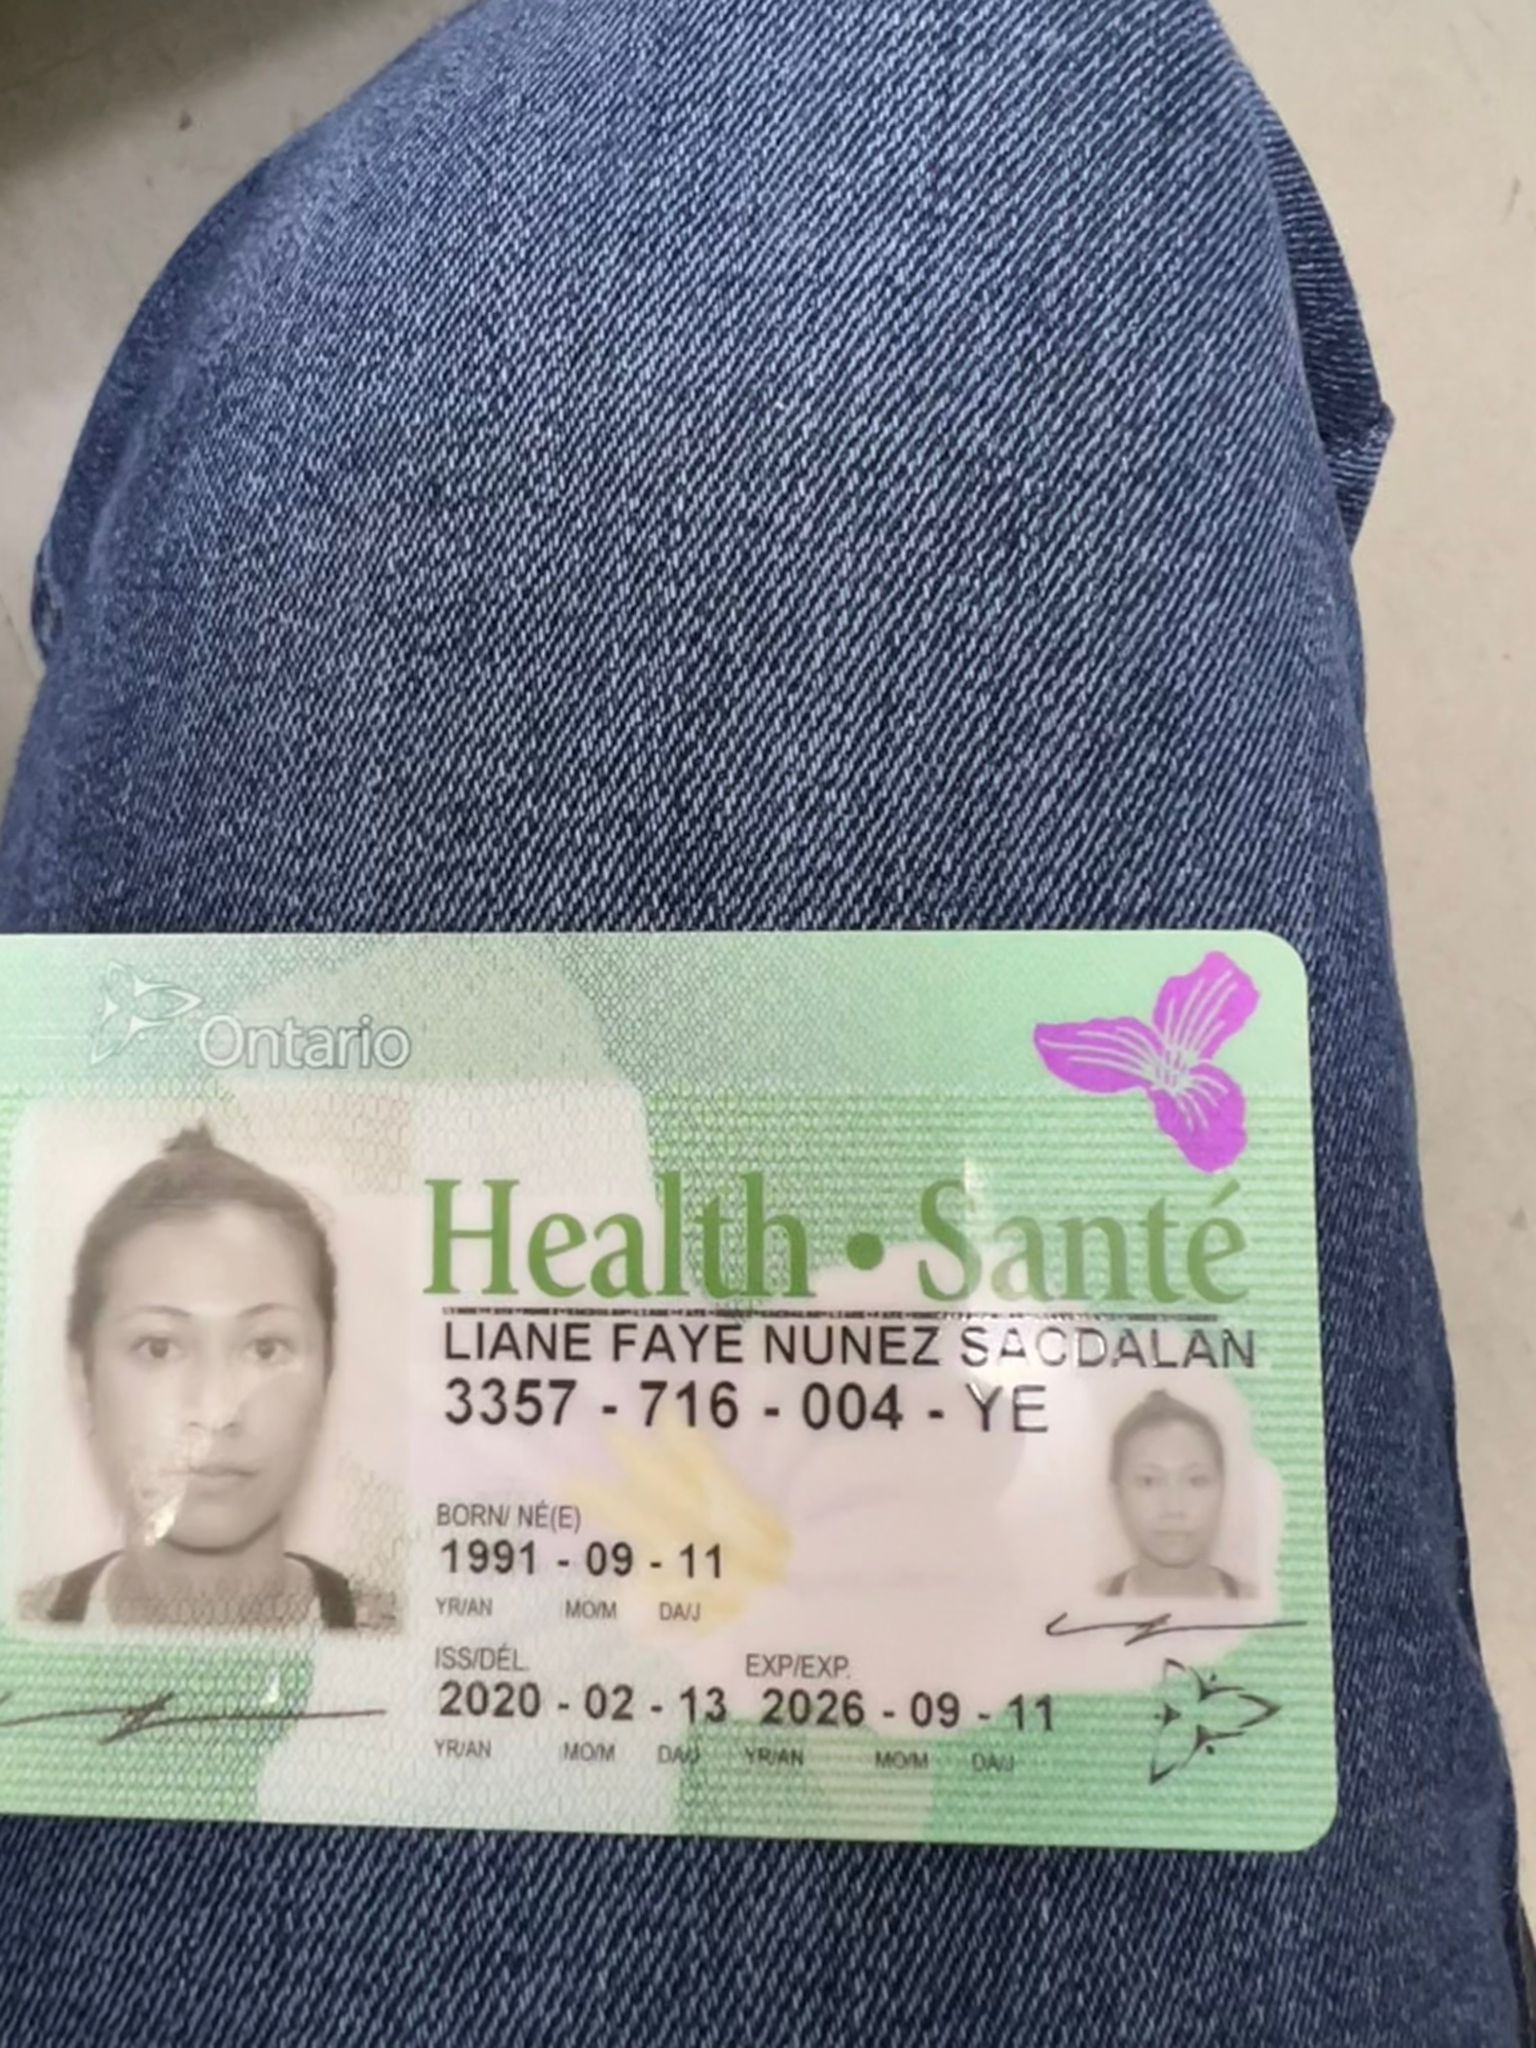 Ontario
Health • Santé
LIANE FAYE NUNEZ SACDALAN
3357 - 716 - 004 - YE
BORN/ NÉ(E)
1991 - 09 - 11
YR/AN MO/M DA/J
ISS/DÉL. EXP/EXP.
2020 - 02 - 13 2026 - 09 - 11
YR/AN MO/M DA/J YR/AN MO/M DA/J